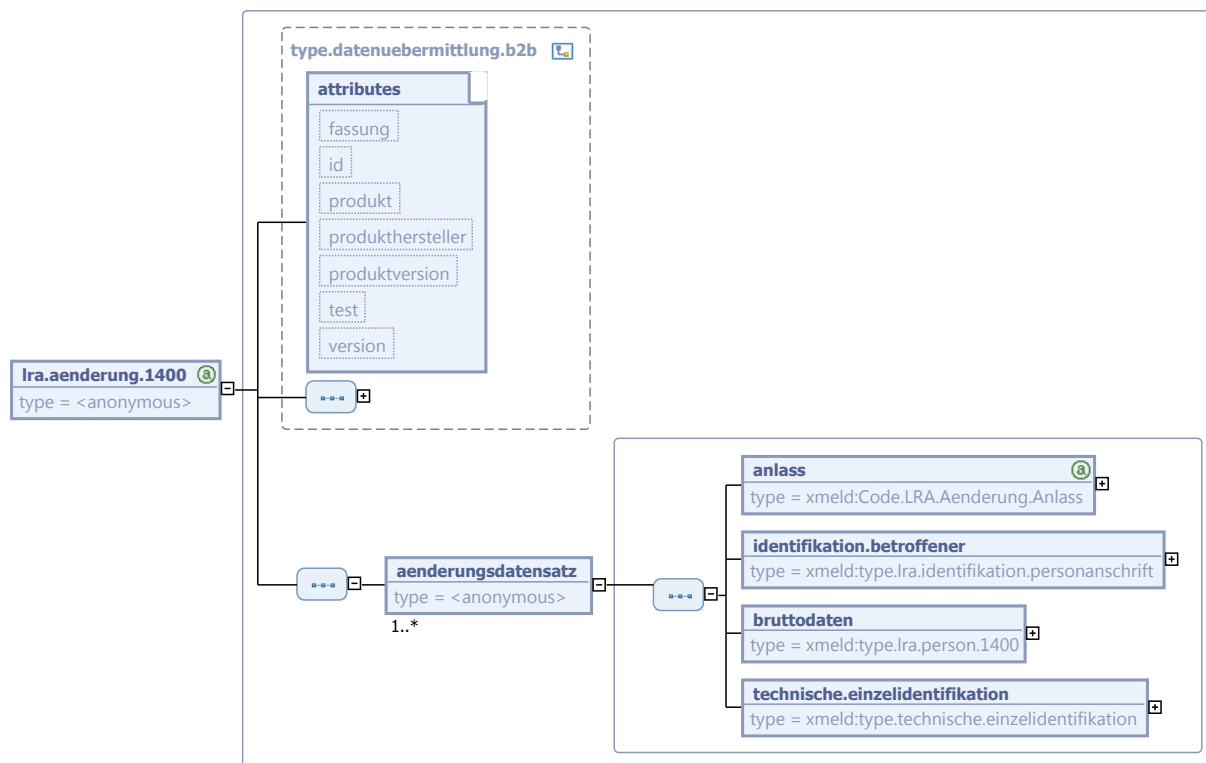 type.datenuebermittlung.b2b
attributes
fassung
id
produkt
produkthersteller
produktversion
test
version
lra.aenderung.1400 a
type = <anonymous>
aenderungsdatensatz
type = <anonymous>
1..*
anlass a
type = xmeld:Code.LRA.Aenderung.Anlass
identifikation.betroffener
type = xmeld:type.lra.identifikation.personanschrift
bruttodaten
type = xmeld:type.lra.person.1400
technische.einzelidentifikation
type = xmeld:type.technische.einzelidentifikation